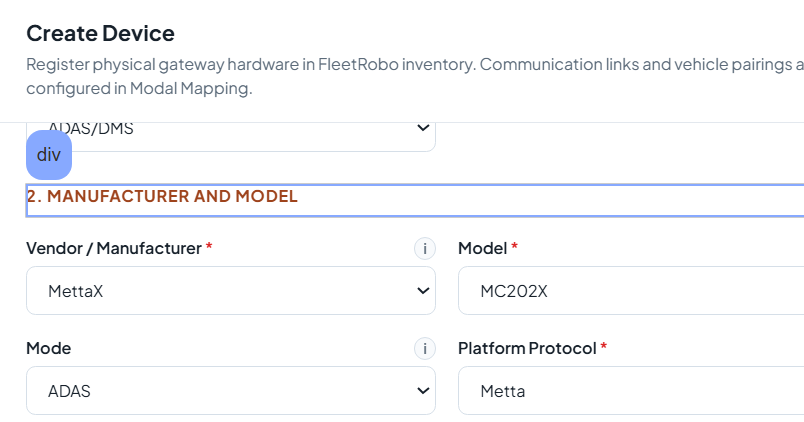 Create Device
Register physical gateway hardware in FleetRobo inventory. Communication links and vehicle pairings a
configured in Modal Mapping.
ADAS/DMS
div
2. MANUFACTURER AND MODEL
Vendor / Manufacturer * i
Model *
MettaX
MC202X
Mode i
Platform Protocol *
ADAS
Metta